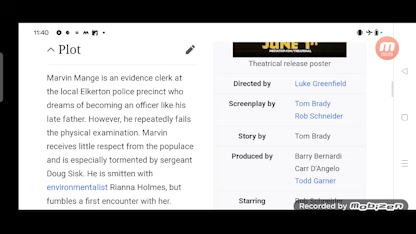 11:40
Plot
Marvin Mange is an evidence clerk at
the local Elkerton police precinct who
dreams of becoming an officer like his
late father. However, he repeatedly fails
the physical examination. Marvin
receives little respect from the populace
and is especially tormented by sergeant
Doug Sisk. He is smitten with
environmentalist Rianna Holmes, but
fumbles a first encounter with her.
JUNE 1ST
Theatrical release poster
Directed by Luke Greenfield
Screenplay by Tom Brady
Rob Schneider
Story by Tom Brady
Produced by Barry Bernardi
Carr D'Angelo
Todd Garner
Starring Rob Schneider
Recorded by Mobizen